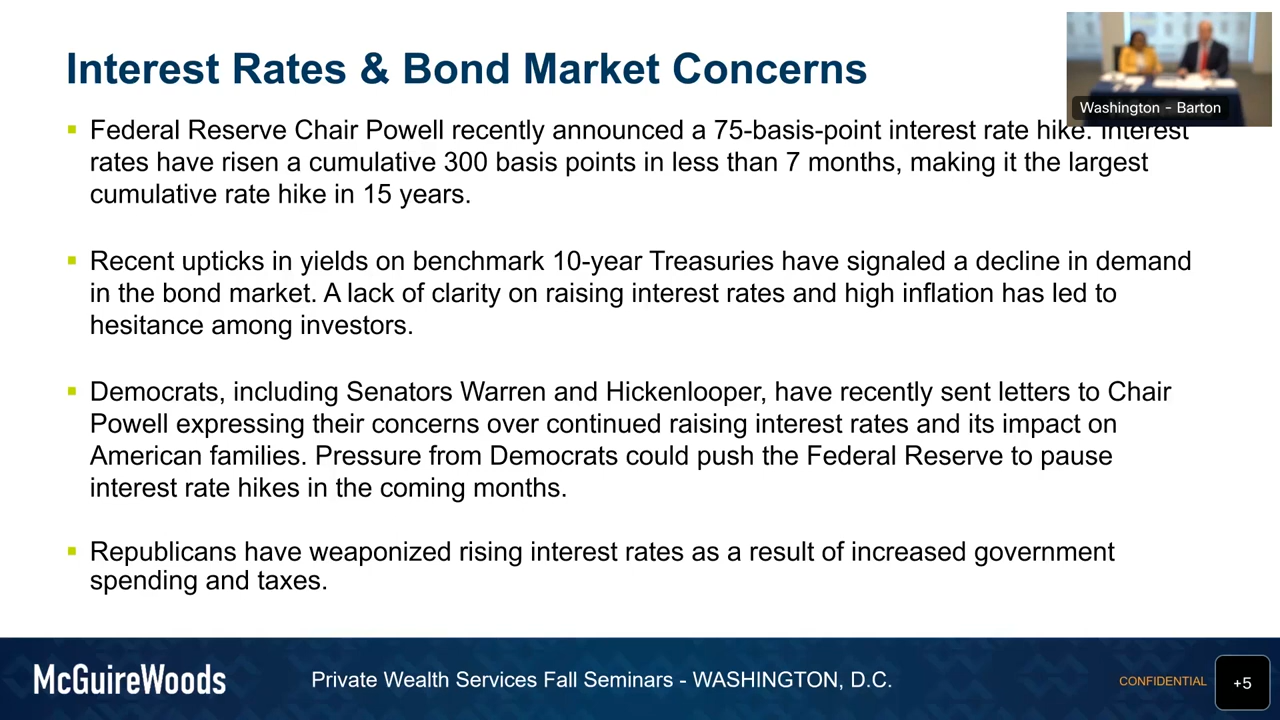 Interest Rates & Bond Market Concerns
Washington - Barton
Federal Reserve Chair Powell recently announced a 75-basis-point interest rate hike. Interest
rates have risen a cumulative 300 basis points in less than 7 months, making it the largest
cumulative rate hike in 15 years.
Recent upticks in yields on benchmark 10-year Treasuries have signaled a decline in demand
in the bond market. A lack of clarity on raising interest rates and high inflation has led to
hesitance among investors.
Democrats, including Senators Warren and Hickenlooper, have recently sent letters to Chair
Powell expressing their concerns over continued raising interest rates and its impact on
American families. Pressure from Democrats could push the Federal Reserve to pause
interest rate hikes in the coming months.
Republicans have weaponized rising interest rates as a result of increased government
spending and taxes.
McGuireWoods
Private Wealth Services Fall Seminars - WASHINGTON, D.C.
CONFIDENTIAL
+5